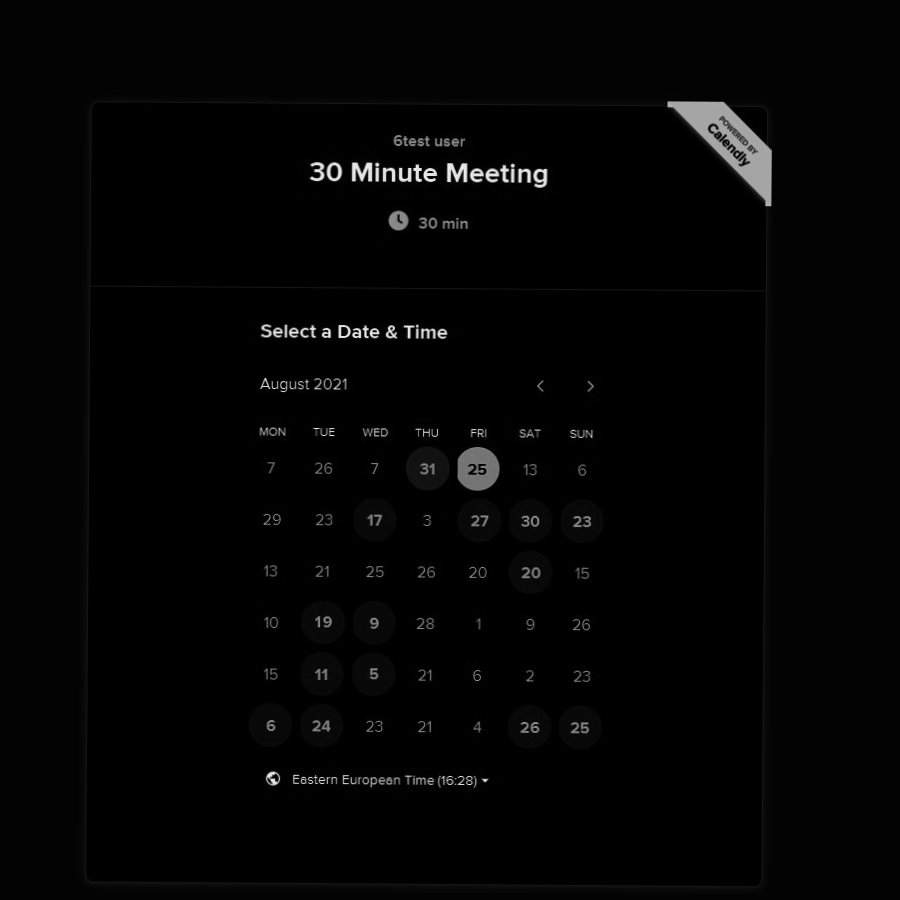 POWERED BY
Calendly
6test user
30 Minute Meeting
30 min
Select a Date & Time
August 2021
MON TUE WED THU FRI SAT SUN
7 26 7 31 25 13 6
29 23 17 3 27 30 23
13 21 25 26 20 20 15
10 19 9 28 1 9 26
15 11 5 21 6 2 23
6 24 23 21 4 26 25
Eastern European Time (16:28)